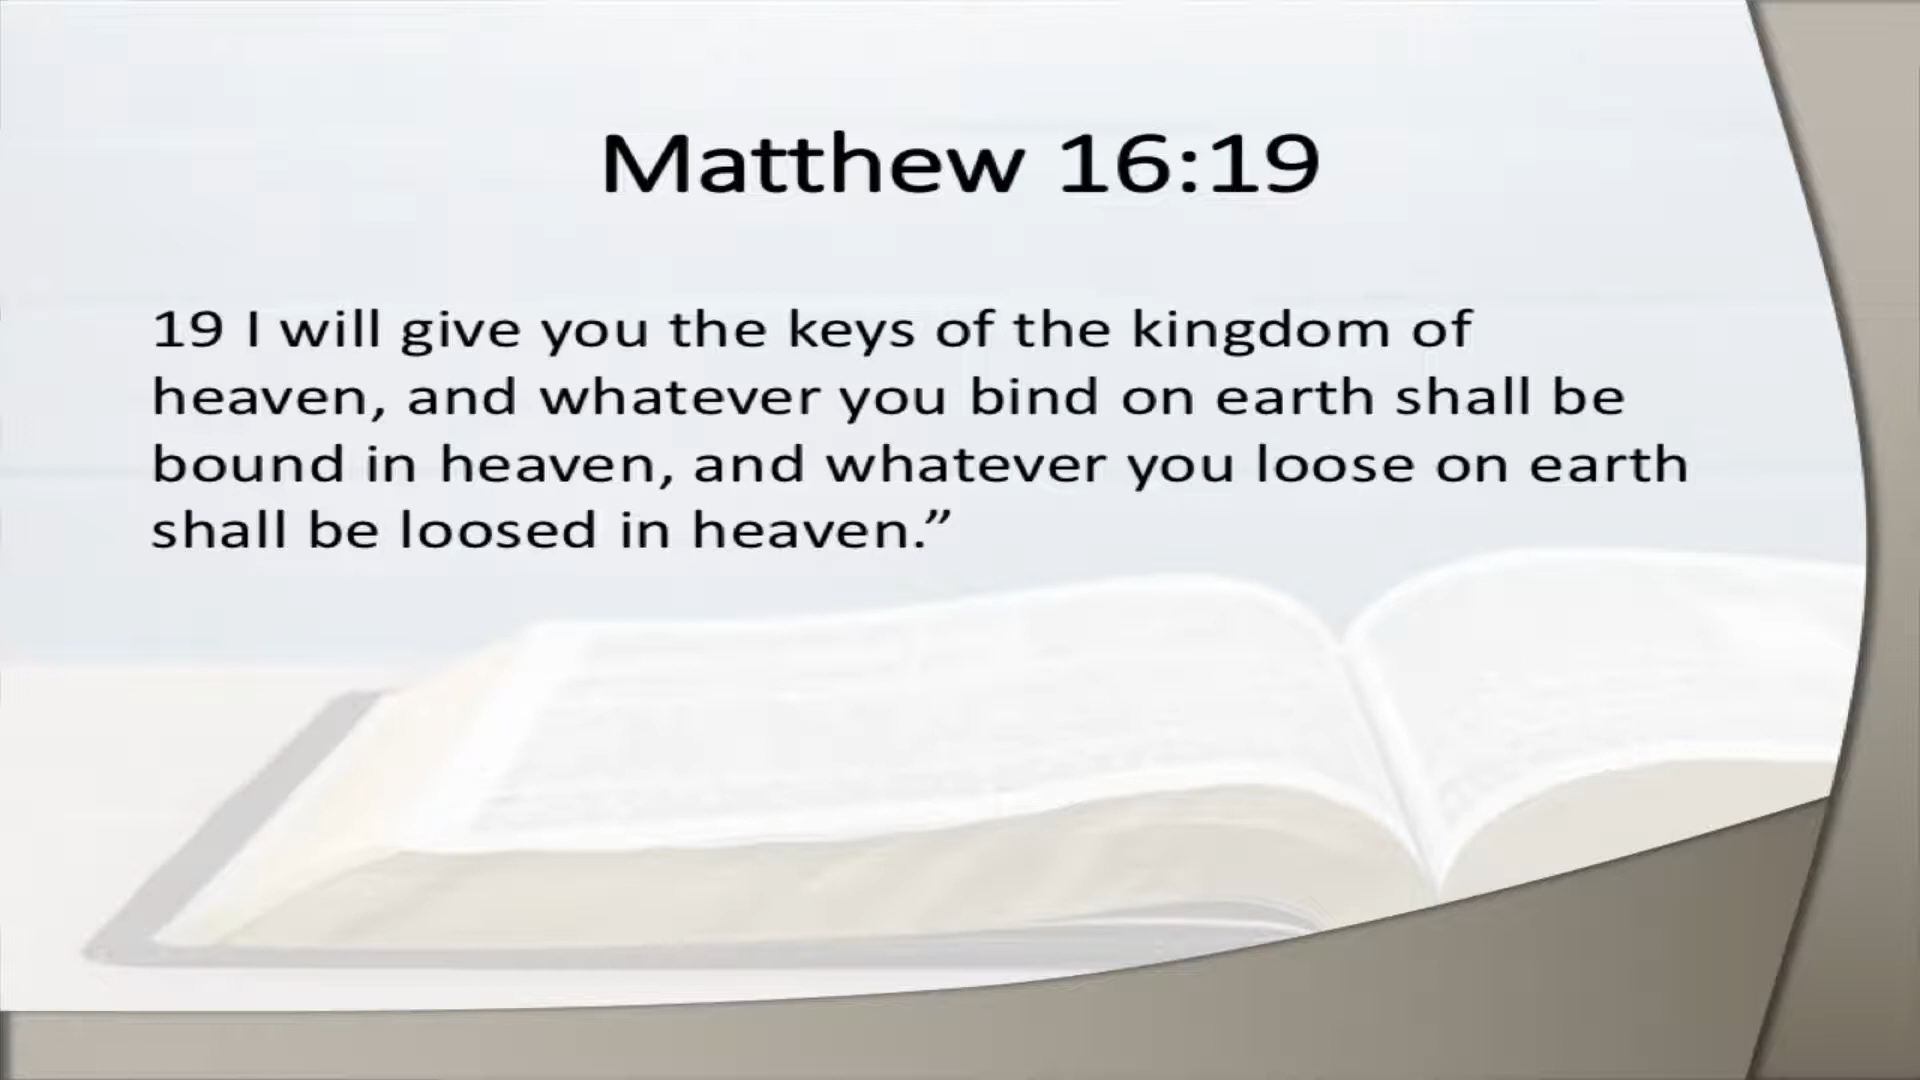 Matthew 16:19
19 I will give you the keys of the kingdom of
heaven, and whatever you bind on earth shall be
bound in heaven, and whatever you loose on earth
shall be loosed in heaven.”